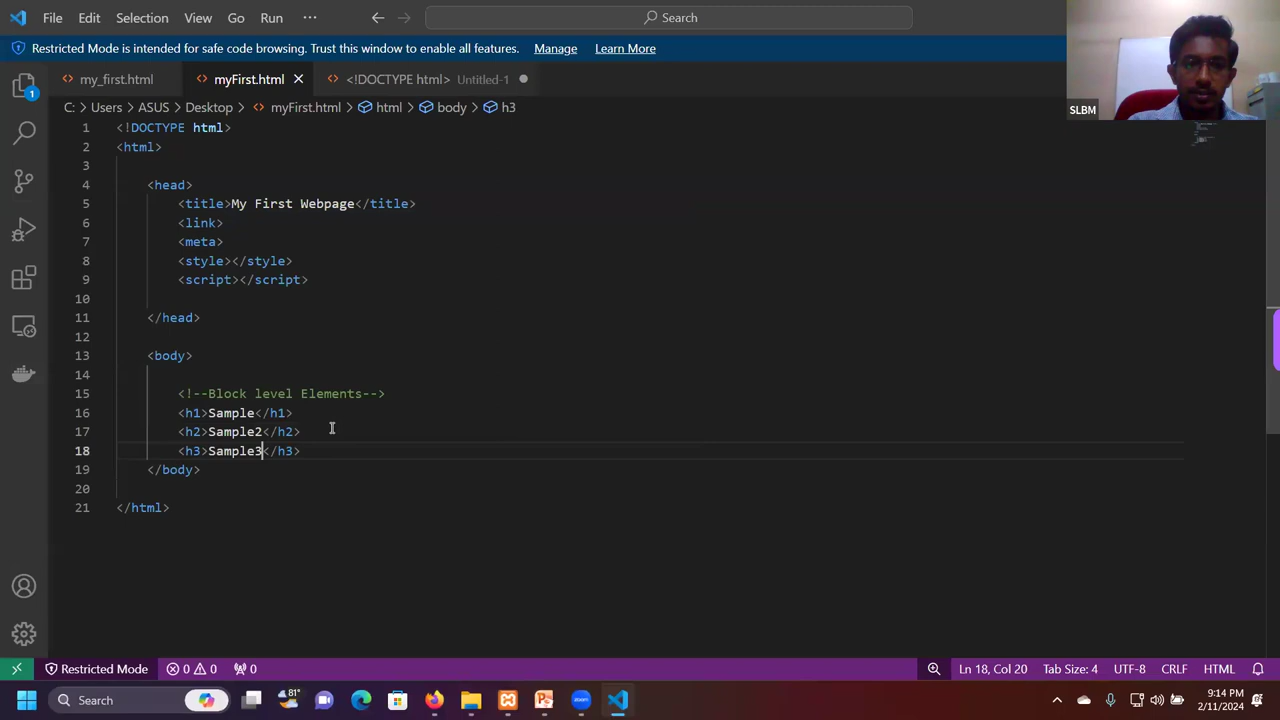 File Edit Selection View Go Run ··· Search
Restricted Mode is intended for safe code browsing. Trust this window to enable all features. Manage Learn More
my_first.html myFirst.html <!DOCTYPE html> Untitled-1
C: > Users > ASUS > Desktop > myFirst.html > html > body > h3
SLBM
1 <!DOCTYPE html>
2 <html>
3
4 <head>
5 <title>My First Webpage</title>
6 <link>
7 <meta>
8 <style></style>
9 <script></script>
10
11 </head>
12
13 <body>
14
15 <!--Block level Elements-->
16 <h1>Sample</h1>
17 <h2>Sample2</h2>
18 <h3>Sample3</h3>
19 </body>
20
21 </html>
1
Restricted Mode 0 0 0 Ln 18, Col 20 Tab Size: 4 UTF-8 CRLF HTML
Search 81° zoom 9:14 PM
2/11/2024